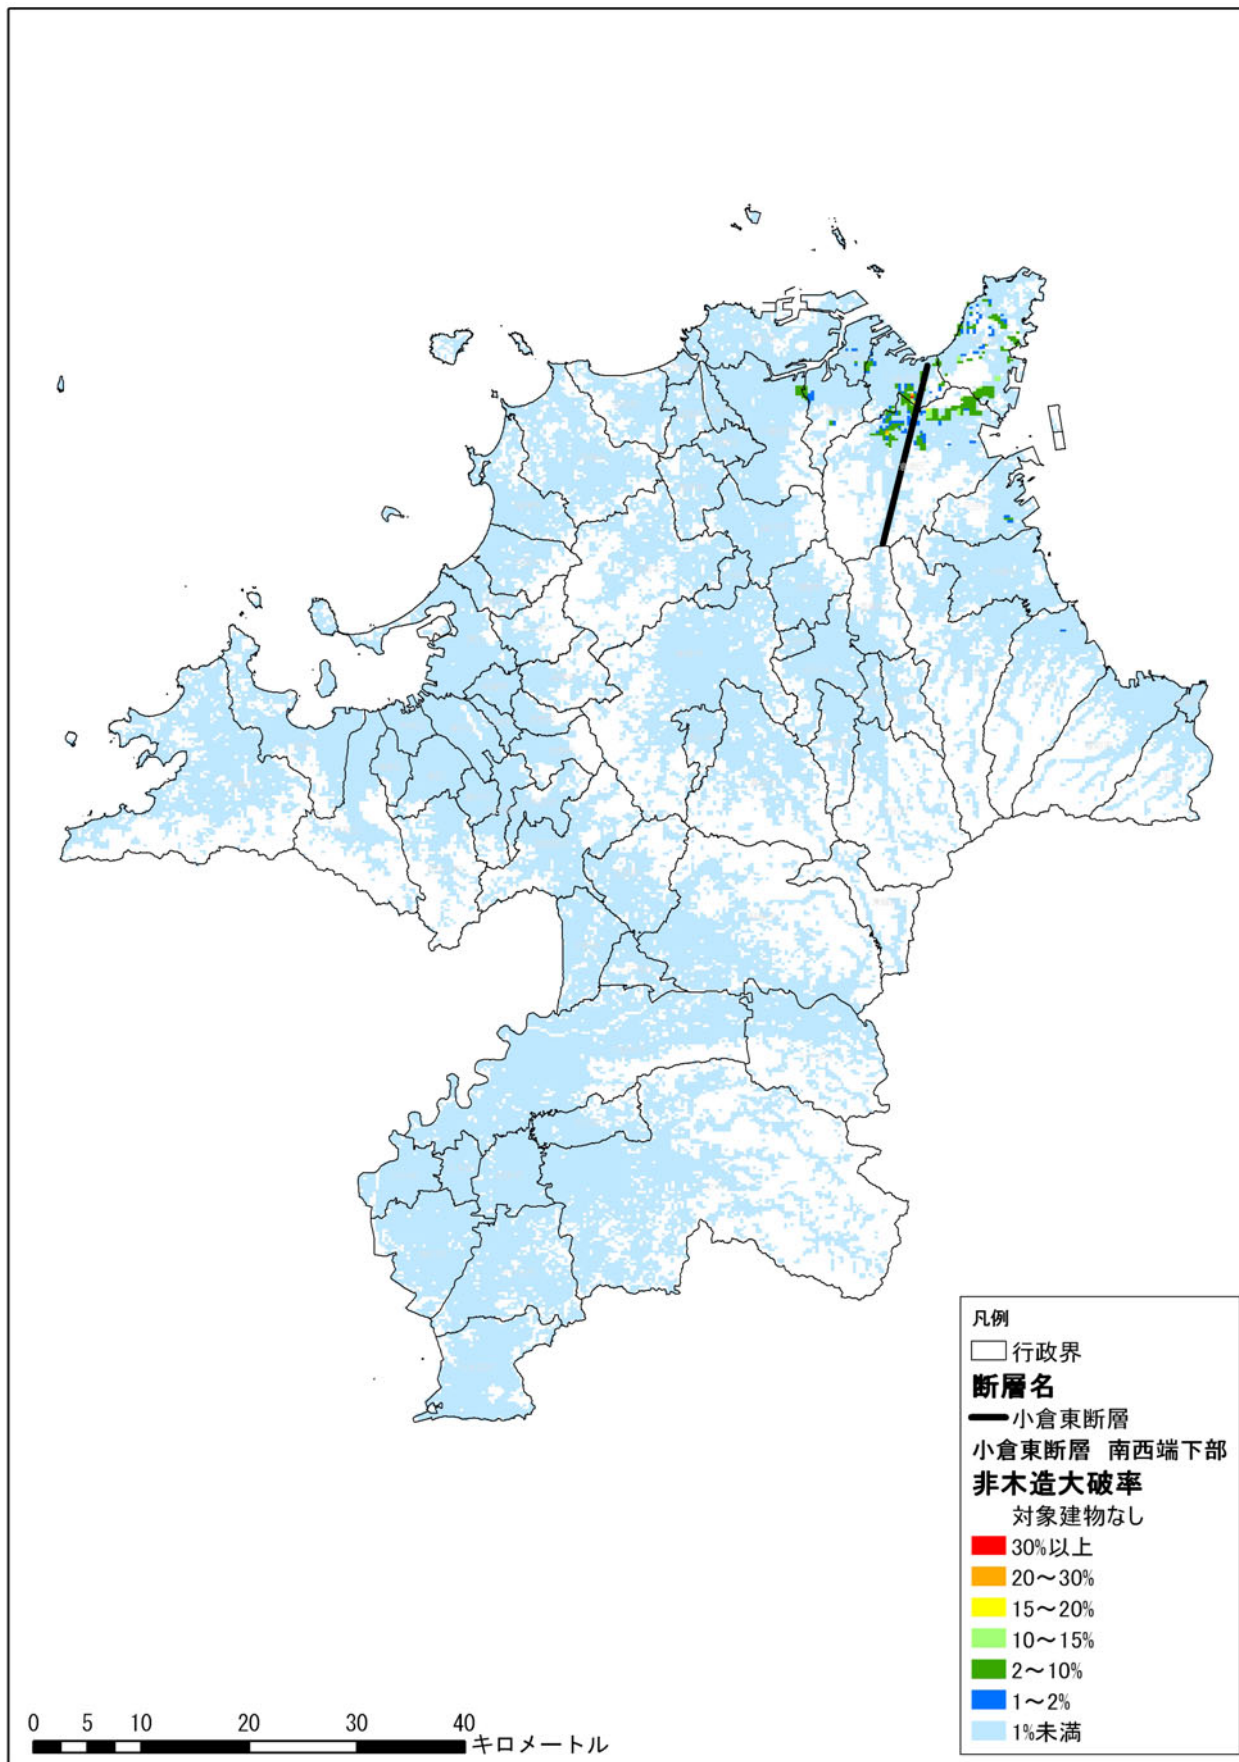 凡例
行政界
断層名
小倉東断層
小倉東断層 南西端下部
非木造大破率
対象建物なし
30%以上
20～30%
15～20%
10～15%
2～10%
1～2%
1%未満
0 5 10 20 30 40
キロメートル